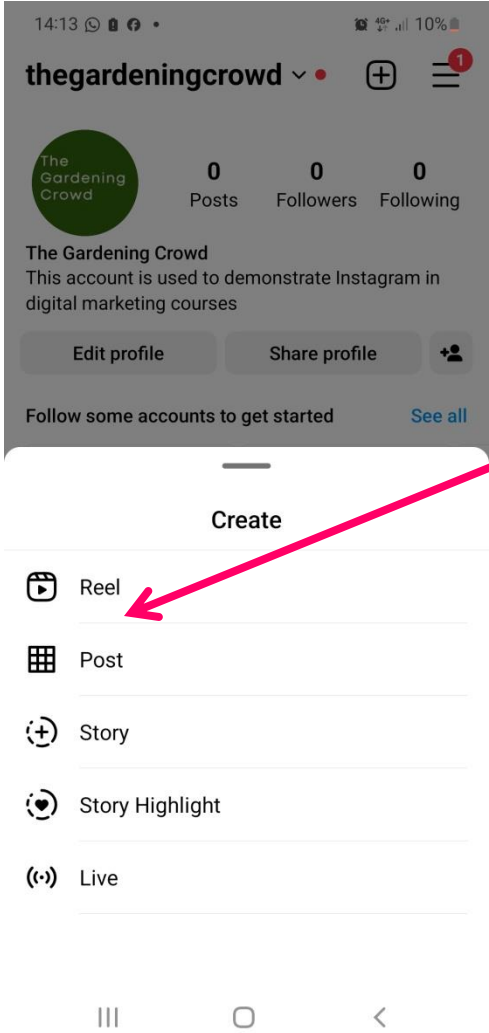 14:13 10%
thegardeningcrowd 1
The
Gardening
Crowd
0 0 0
Posts Followers Following
The Gardening Crowd
This account is used to demonstrate Instagram in
digital marketing courses
Edit profile Share profile
Follow some accounts to get started See all
Create
Reel
Post
Story
Story Highlight
Live